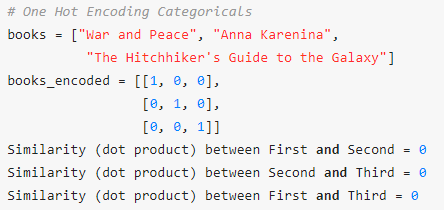 # One Hot Encoding Categoricals
books = ["War and Peace", "Anna Karenina",
"The Hitchhiker's Guide to the Galaxy"]
books_encoded = [[1, 0, 0],
[0, 1, 0],
[0, 0, 1]]
Similarity (dot product) between First and Second = 0
Similarity (dot product) between Second and Third = 0
Similarity (dot product) between First and Third = 0